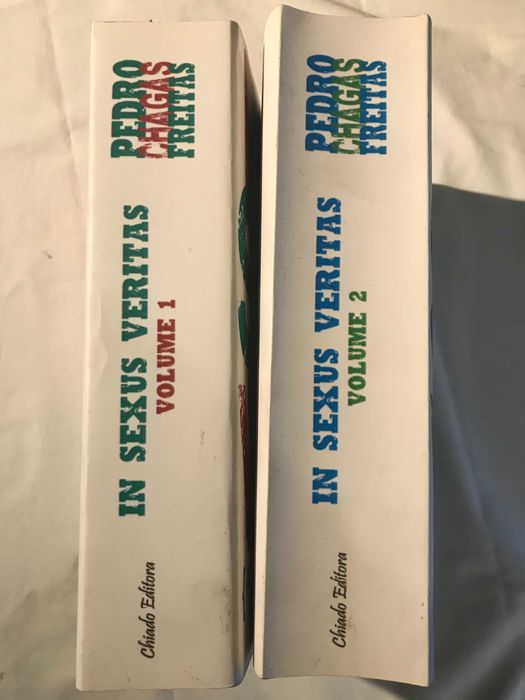 PEDRO
CHAGAS
FREITAS
IN SEXUS VERITAS
VOLUME 1
Chiado Editora
PEDRO
CHAGAS
FREITAS
IN SEXUS VERITAS
VOLUME 2
Chiado Editora